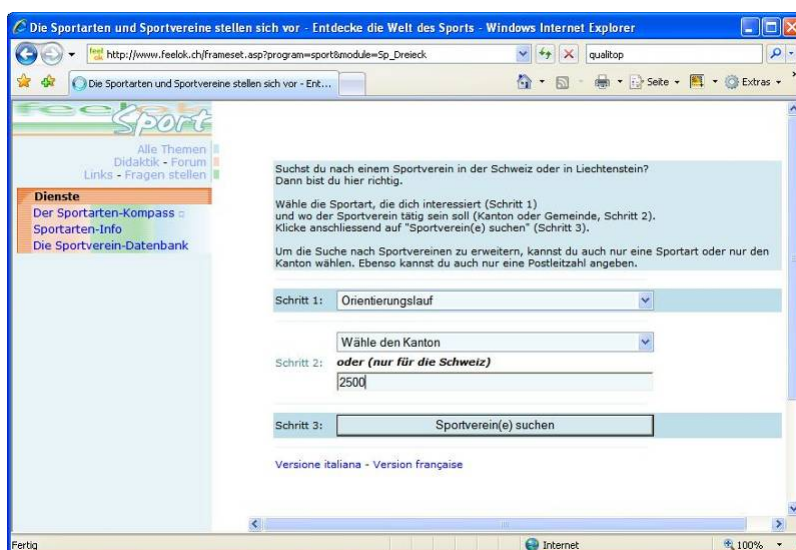 Die Sportarten und Sportvereine stellen sich vor - Entdecke die Welt des Sports - Windows Internet Explorer
http://www.feelok.ch/frameset.asp?program=sport&module=Sp_Dreieck
qualitop
Die Sportarten und Sportvereine stellen sich vor - Ent...
Seite
Extras
feelok
Sport
Alle Themen
Didaktik - Forum
Links - Fragen stellen
Dienste
Der Sportarten-Kompass
Sportarten-Info
Die Sportverein-Datenbank
Suchst du nach einem Sportverein in der Schweiz oder in Liechtenstein?
Dann bist du hier richtig.
Wähle die Sportart, die dich interessiert (Schritt 1)
und wo der Sportverein tätig sein soll (Kanton oder Gemeinde, Schritt 2).
Klicke anschliessend auf "Sportverein(e) suchen" (Schritt 3).
Um die Suche nach Sportvereinen zu erweitern, kannst du auch nur eine Sportart oder nur den
Kanton wählen. Ebenso kannst du auch nur eine Postleitzahl angeben.
Schritt 1: Orientierungslauf
Wähle den Kanton
Schritt 2: oder (nur für die Schweiz)
2500
Schritt 3: Sportverein(e) suchen
Versione italiana - Version française
Fertig
Internet
100%